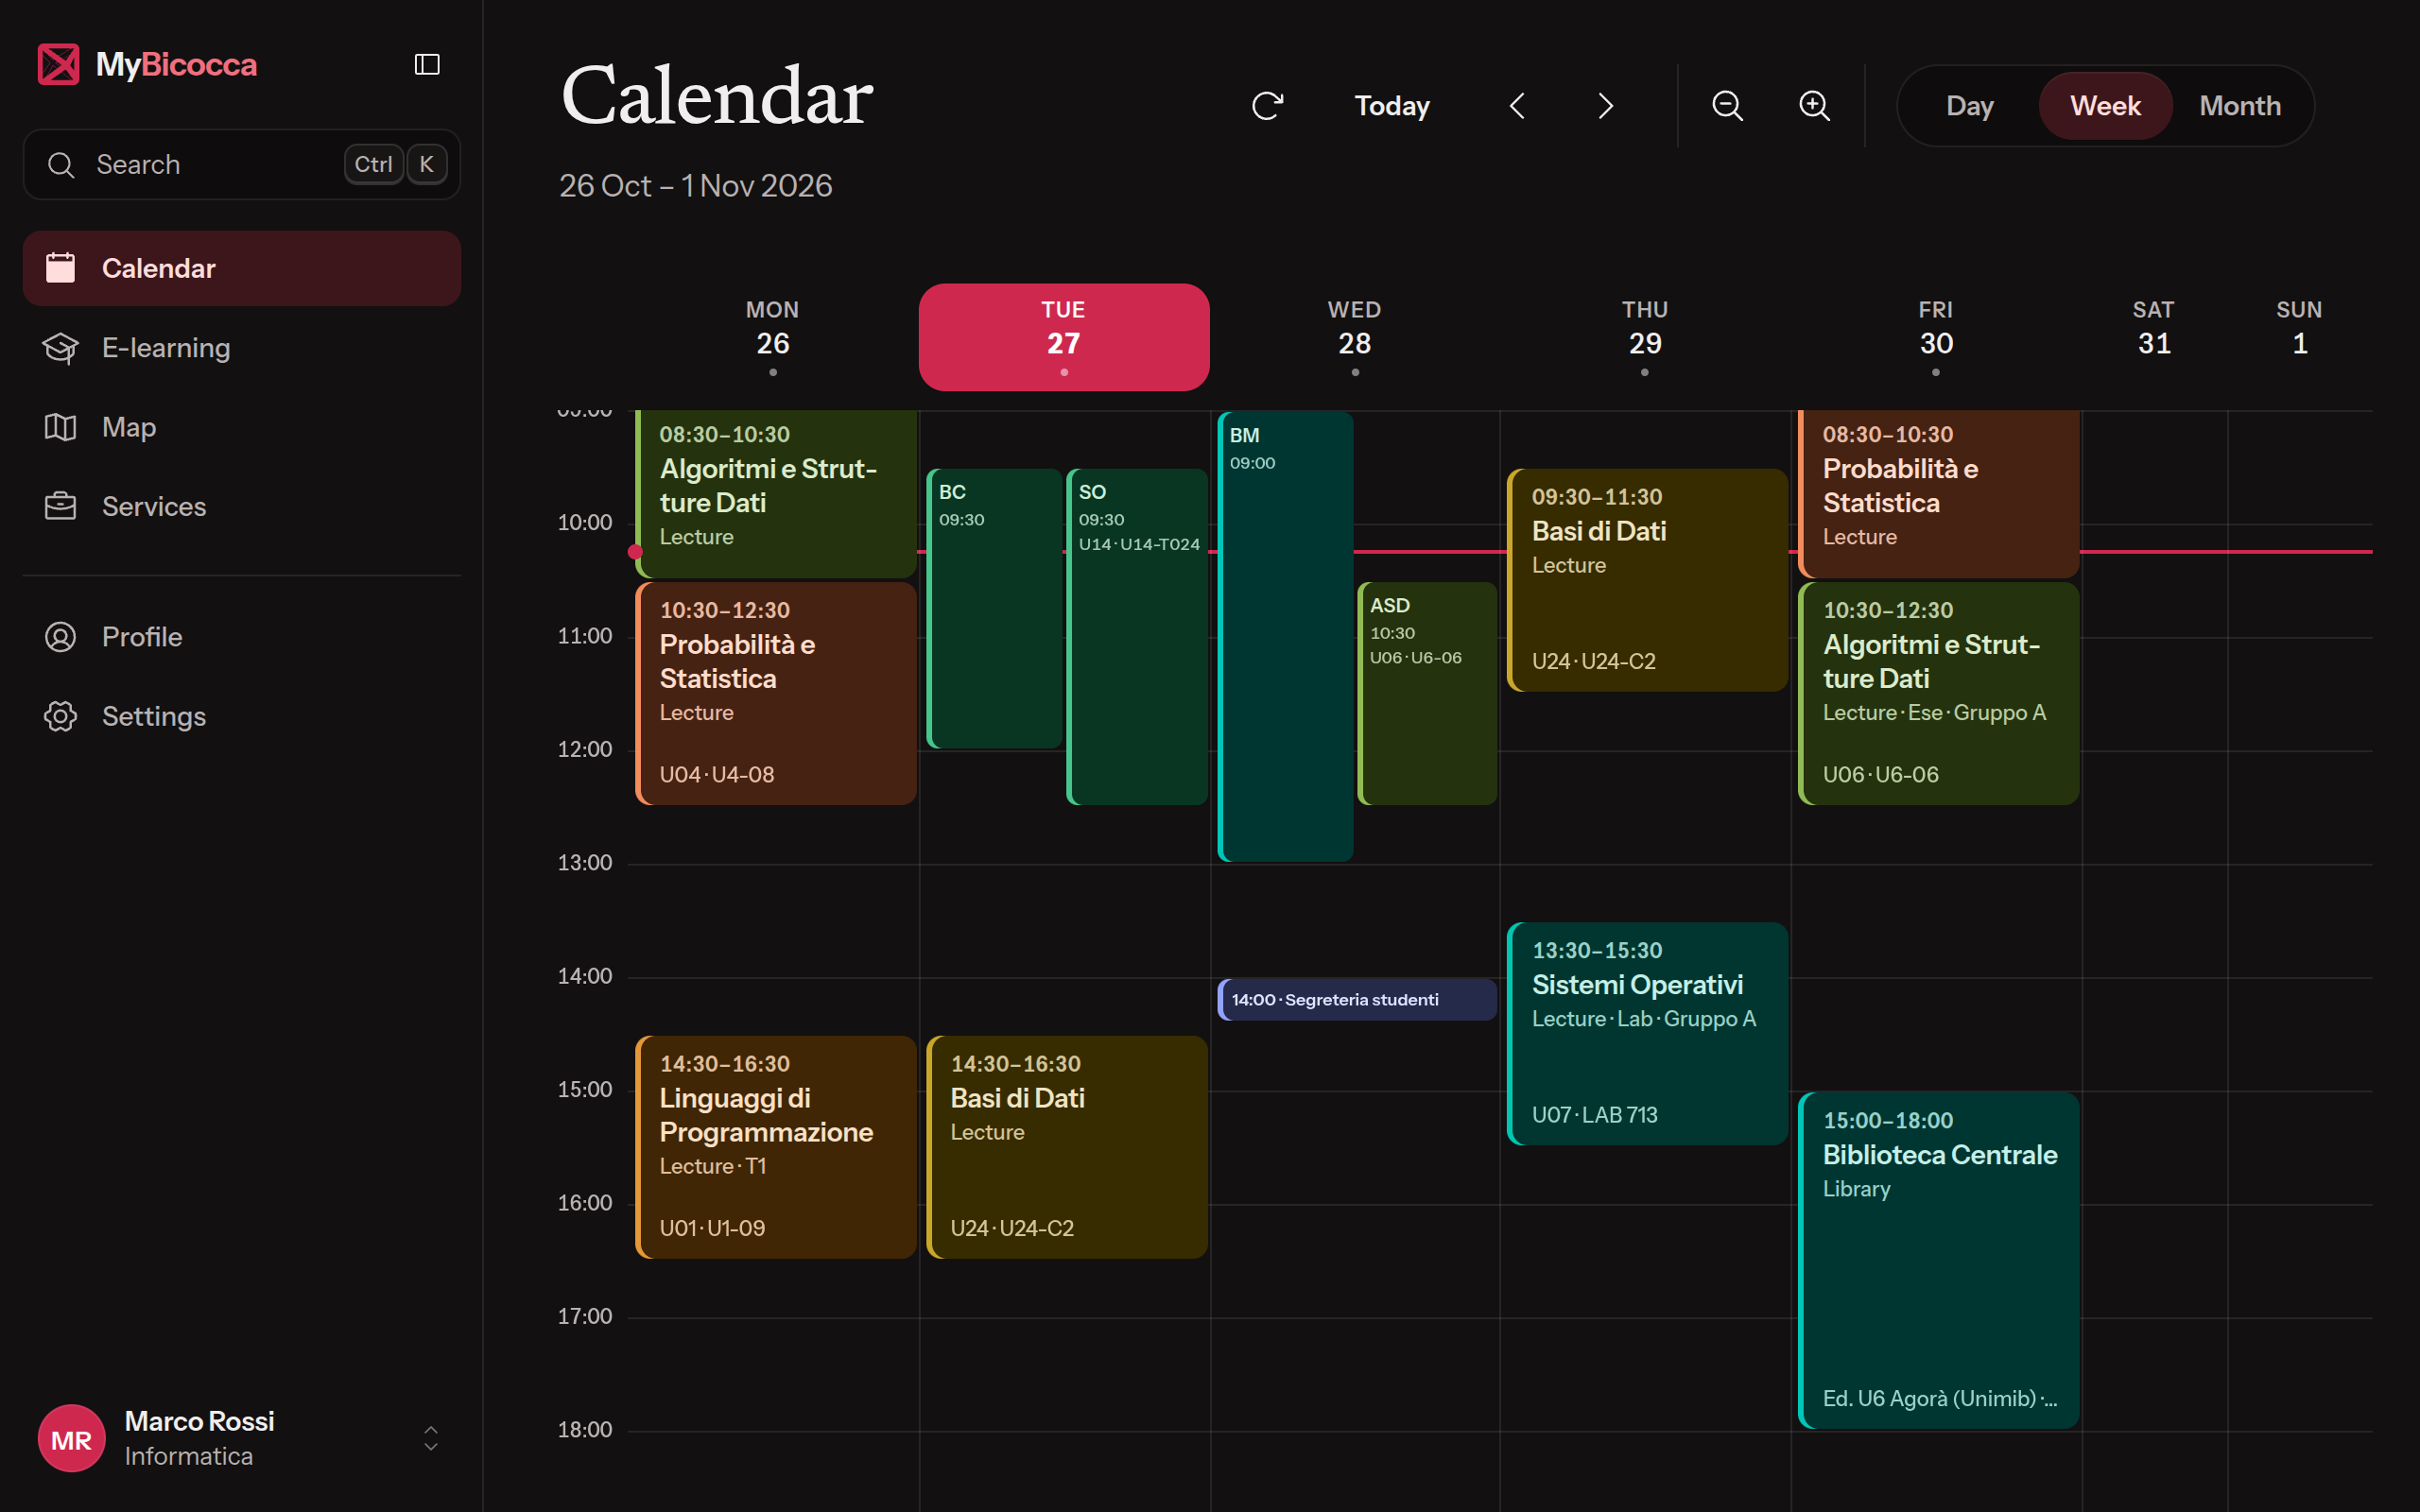 MyBicocca
Search
Ctrl K
Calendar
E-learning
Map
Services
Profile
Settings
MR
Marco Rossi
Informatica
Calendar
26 Oct – 1 Nov 2026
Today
Day
Week
Month
MON
26
TUE
27
WED
28
THU
29
FRI
30
SAT
31
SUN
1
10:00
11:00
12:00
13:00
14:00
15:00
16:00
17:00
18:00
08:30–10:30
Algoritmi e Strut-
ture Dati
Lecture
10:30–12:30
Probabilità e
Statistica
Lecture
U04·U4-08
14:30–16:30
Linguaggi di
Programmazione
Lecture·T1
U01·U1-09
BC
09:30
SO
09:30
U14·U14-T024
14:30–16:30
Basi di Dati
Lecture
U24·U24-C2
BM
09:00
ASD
10:30
U06·U6-06
14:00·Segreteria studenti
09:30–11:30
Basi di Dati
Lecture
U24·U24-C2
13:30–15:30
Sistemi Operativi
Lecture·Lab·Gruppo A
U07·LAB 713
08:30–10:30
Probabilità e
Statistica
Lecture
10:30–12:30
Algoritmi e Strut-
ture Dati
Lecture·Ese·Gruppo A
U06·U6-06
15:00–18:00
Biblioteca Centrale
Library
Ed. U6 Agorà (Unimib)·...